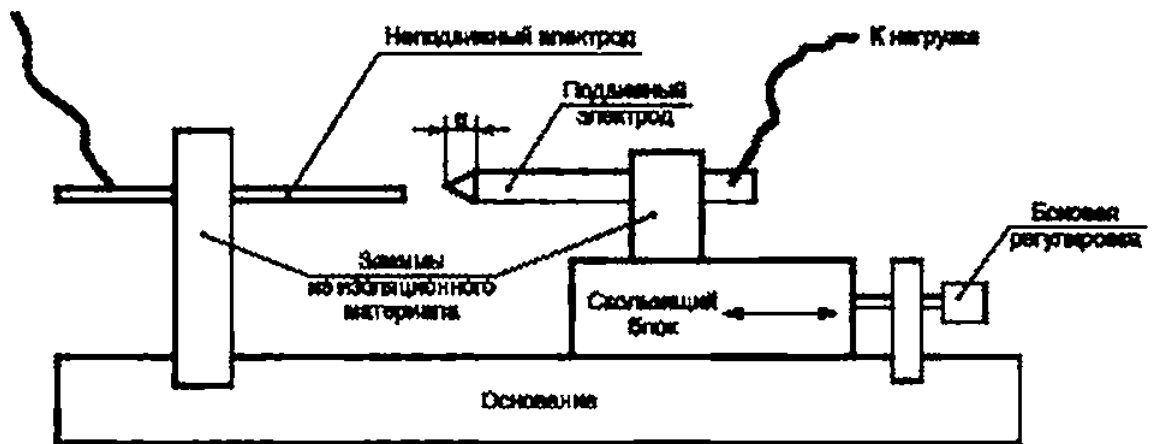 Неподвижный электрод
К нагрузке
Подвижный
электрод
α
Боковая
регулировка
Зажимы
из изоляционного
материала
Скользящий
блок
Основание